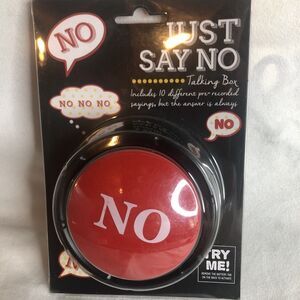 NO
JUST
SAY NO
Talking Box
NO, NO, NO
Includes 10 different pre-recorded
sayings, but the answer is always
NO
NO
NO
TRY
ME!